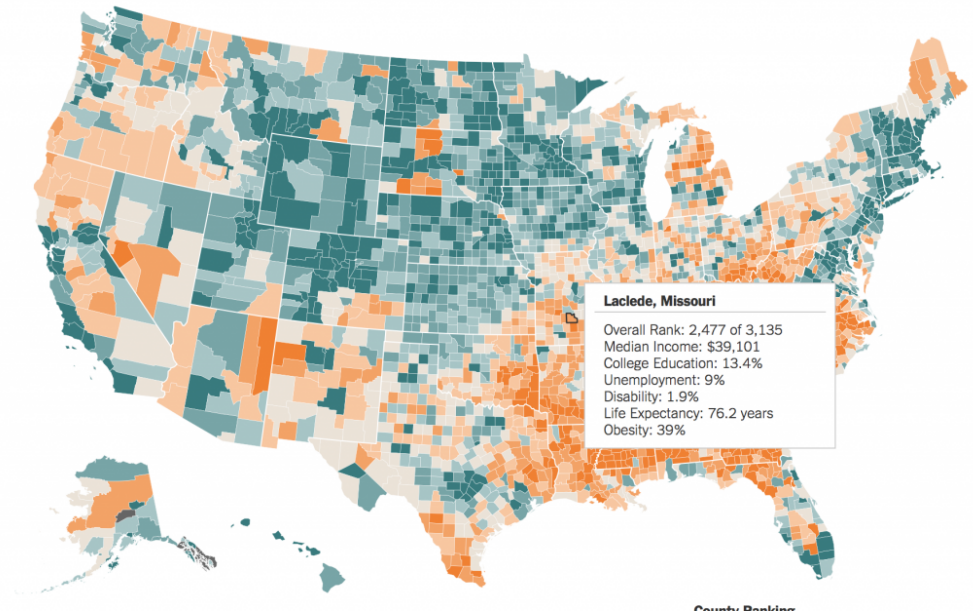 Laclede, Missouri
Overall Rank: 2,477 of 3,135
Median Income: $39,101
College Education: 13.4%
Unemployment: 9%
Disability: 1.9%
Life Expectancy: 76.2 years
Obesity: 39%
County Ranking